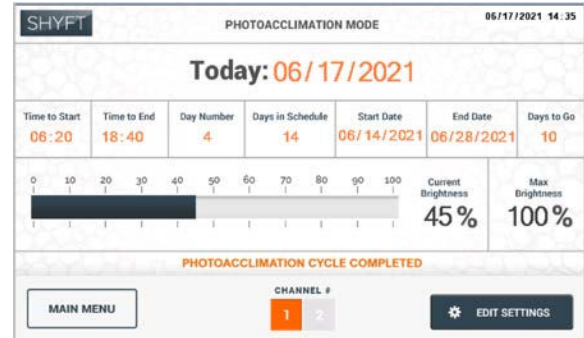 SHYFT
PHOTOACCLIMATION MODE
06/17/2021 14:35
Today: 06/17/2021
Time to Start Time to End Day Number Days in Schedule Start Date End Date Days to Go
06:20 18:40 4 14 06/14/2021 06/28/2021 10
0 10 20 30 40 50 60 70 80 90 100
Current Brightness
45%
Max Brightness
100%
PHOTOACCLIMATION CYCLE COMPLETED
MAIN MENU
CHANNEL #
1 2
EDIT SETTINGS